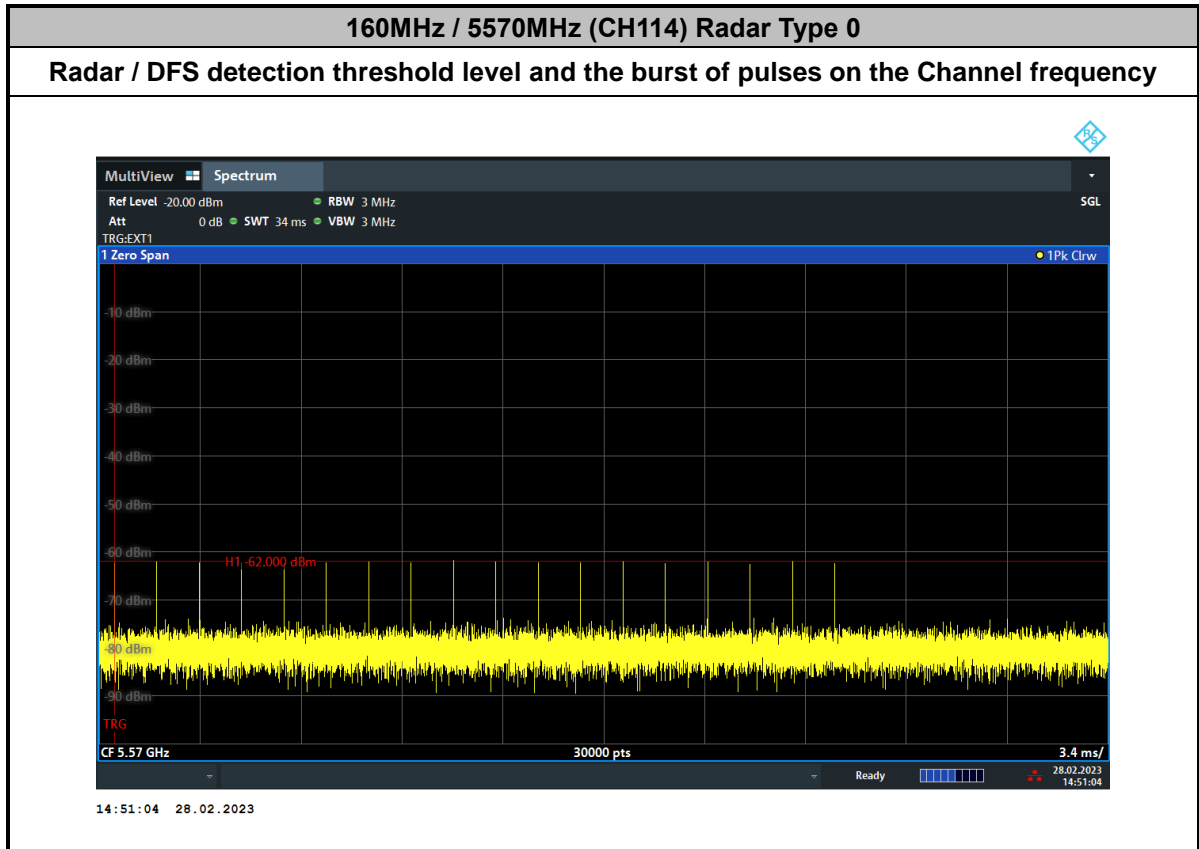 160MHz / 5570MHz (CH114) Radar Type 0
Radar / DFS detection threshold level and the burst of pulses on the Channel frequency
R/S
MultiView Spectrum
Ref Level -20.00 dBm RBW 3 MHz SGL
Att 0 dB SWT 34 ms VBW 3 MHz
TRG:EXT1
1 Zero Span 1Pk Clrw
-10 dBm
-20 dBm
-30 dBm
-40 dBm
-50 dBm
-60 dBm
H1 -62.000 dBm
-70 dBm
-80 dBm
-90 dBm
TRG
CF 5.57 GHz 30000 pts 3.4 ms/
Ready 28.02.2023
14:51:04
14:51:04 28.02.2023